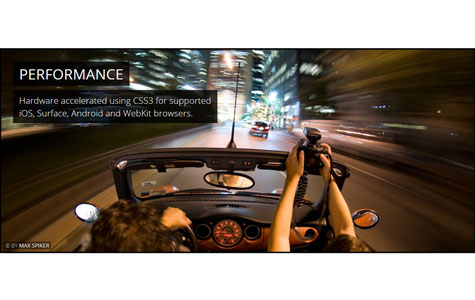 PERFORMANCE
Hardware accelerated using CSS3 for supported
iOS, Surface, Android and WebKit browsers.
© BY MAX SPIKER